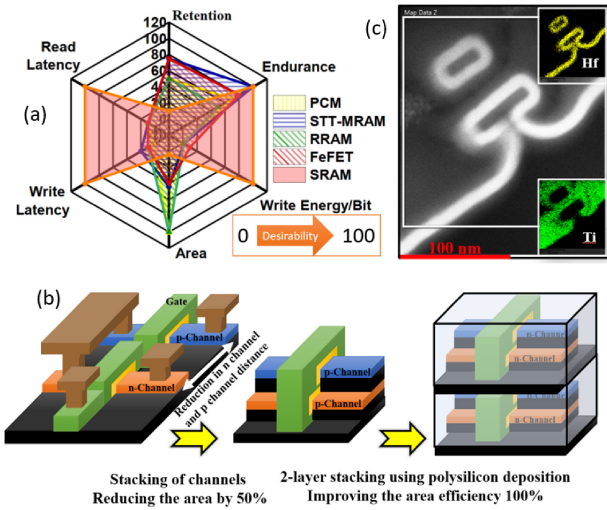 (a)
120
100
80
60
40
20
0
Retention
Endurance
Write Energy/Bit
Area
Write Latency
Read Latency
PCM
STT-MRAM
RRAM
FeFET
SRAM
0 Desirability 100
(c)
Map Data 2
Hf
Ti
100 nm
(b)
Gate
p-Channel
n-Channel
Reduction in n channel
and p channel distance
p-Channel
p-Channel
p-Channel
n-Channel
p-Channel
n-Channel
Stacking of channels
Reducing the area by 50%
2-layer stacking using polysilicon deposition
Improving the area efficiency 100%